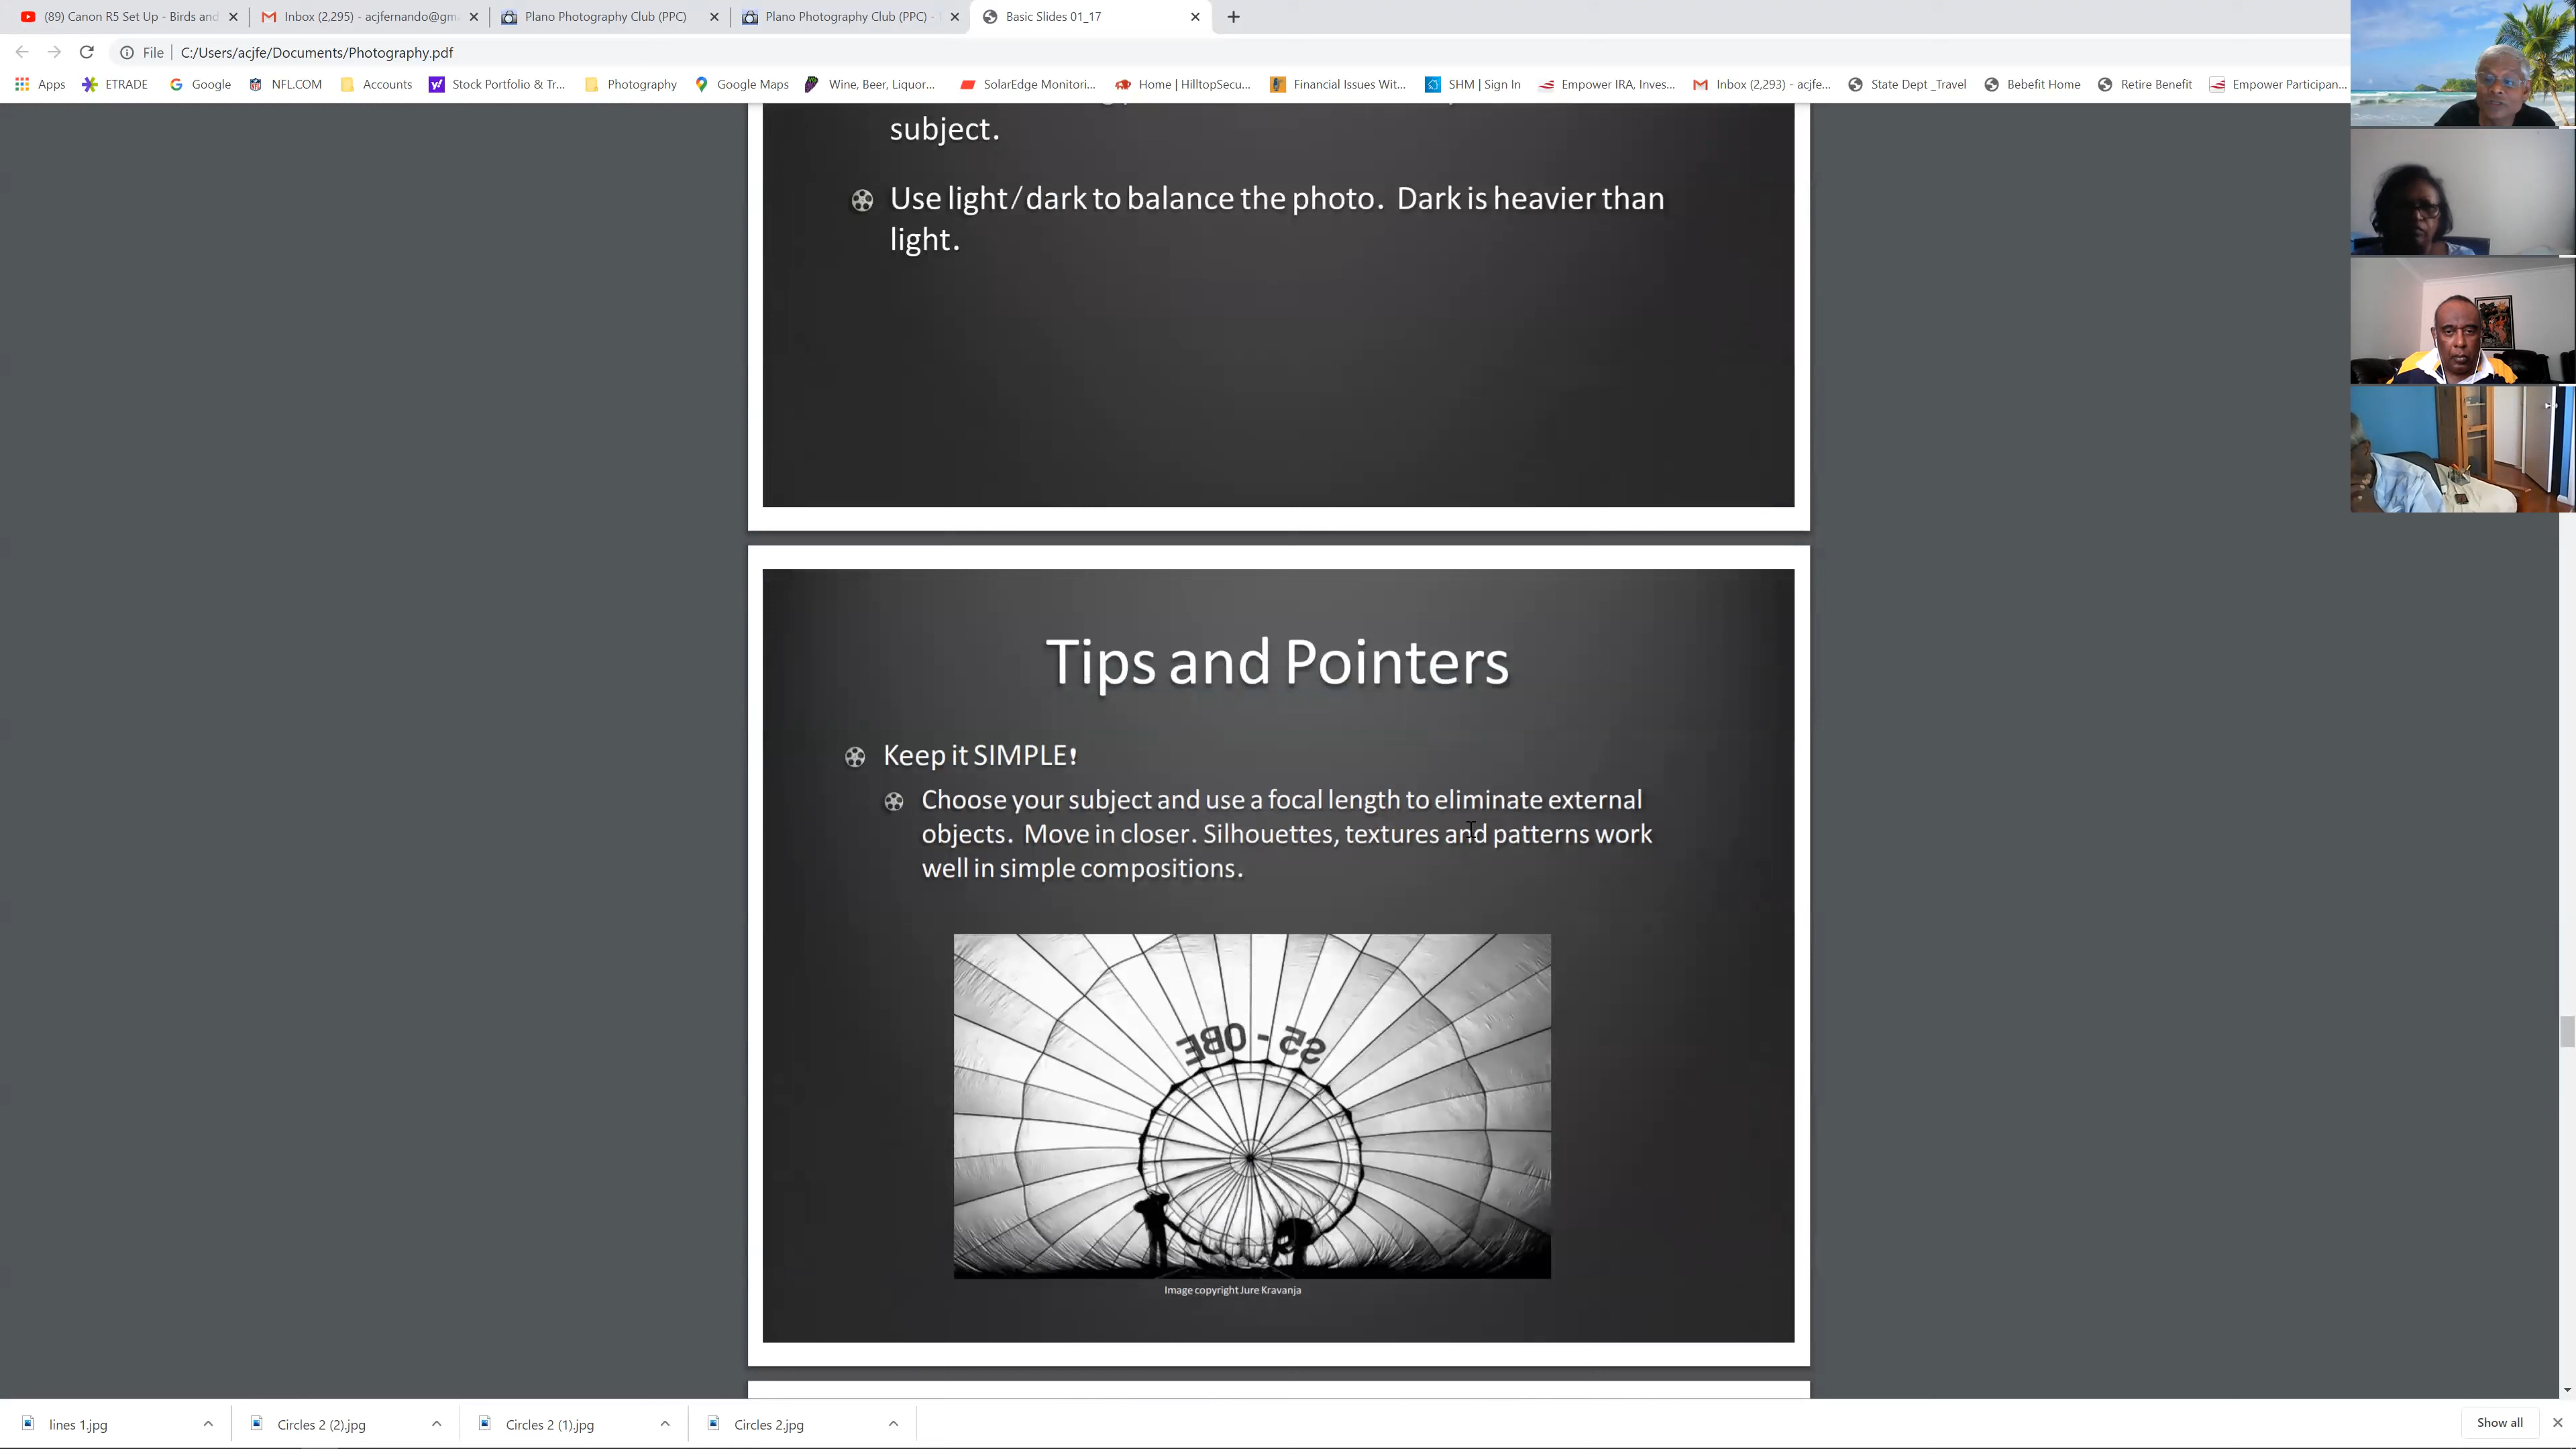 (89) Canon R5 Set Up - Birds and
Inbox (2,295) - acjfernando@gm
Plano Photography Club (PPC)
Plano Photography Club (PPC) -
Basic Slides 01_17
File
C:/Users/acjfe/Documents/Photography.pdf
Apps
ETRADE
Google
NFL.COM
Accounts
Stock Portfolio & Tr...
Photography
Google Maps
Wine, Beer, Liquor...
SolarEdge Monitori...
Home | HilltopSecu...
Financial Issues Wit...
SHM | Sign In
Empower IRA, Inves...
Inbox (2,293) - acjfe...
State Dept _Travel
Bebefit Home
Retire Benefit
Empower Participan...
subject.
Use light/dark to balance the photo. Dark is heavier than
light.
Tips and Pointers
Keep it SIMPLE!
Choose your subject and use a focal length to eliminate external
objects. Move in closer. Silhouettes, textures and patterns work
well in simple compositions.
S5 - OBE
Image copyright Jure Kravanja
lines 1.jpg
Circles 2 (2).jpg
Circles 2 (1).jpg
Circles 2.jpg
Show all